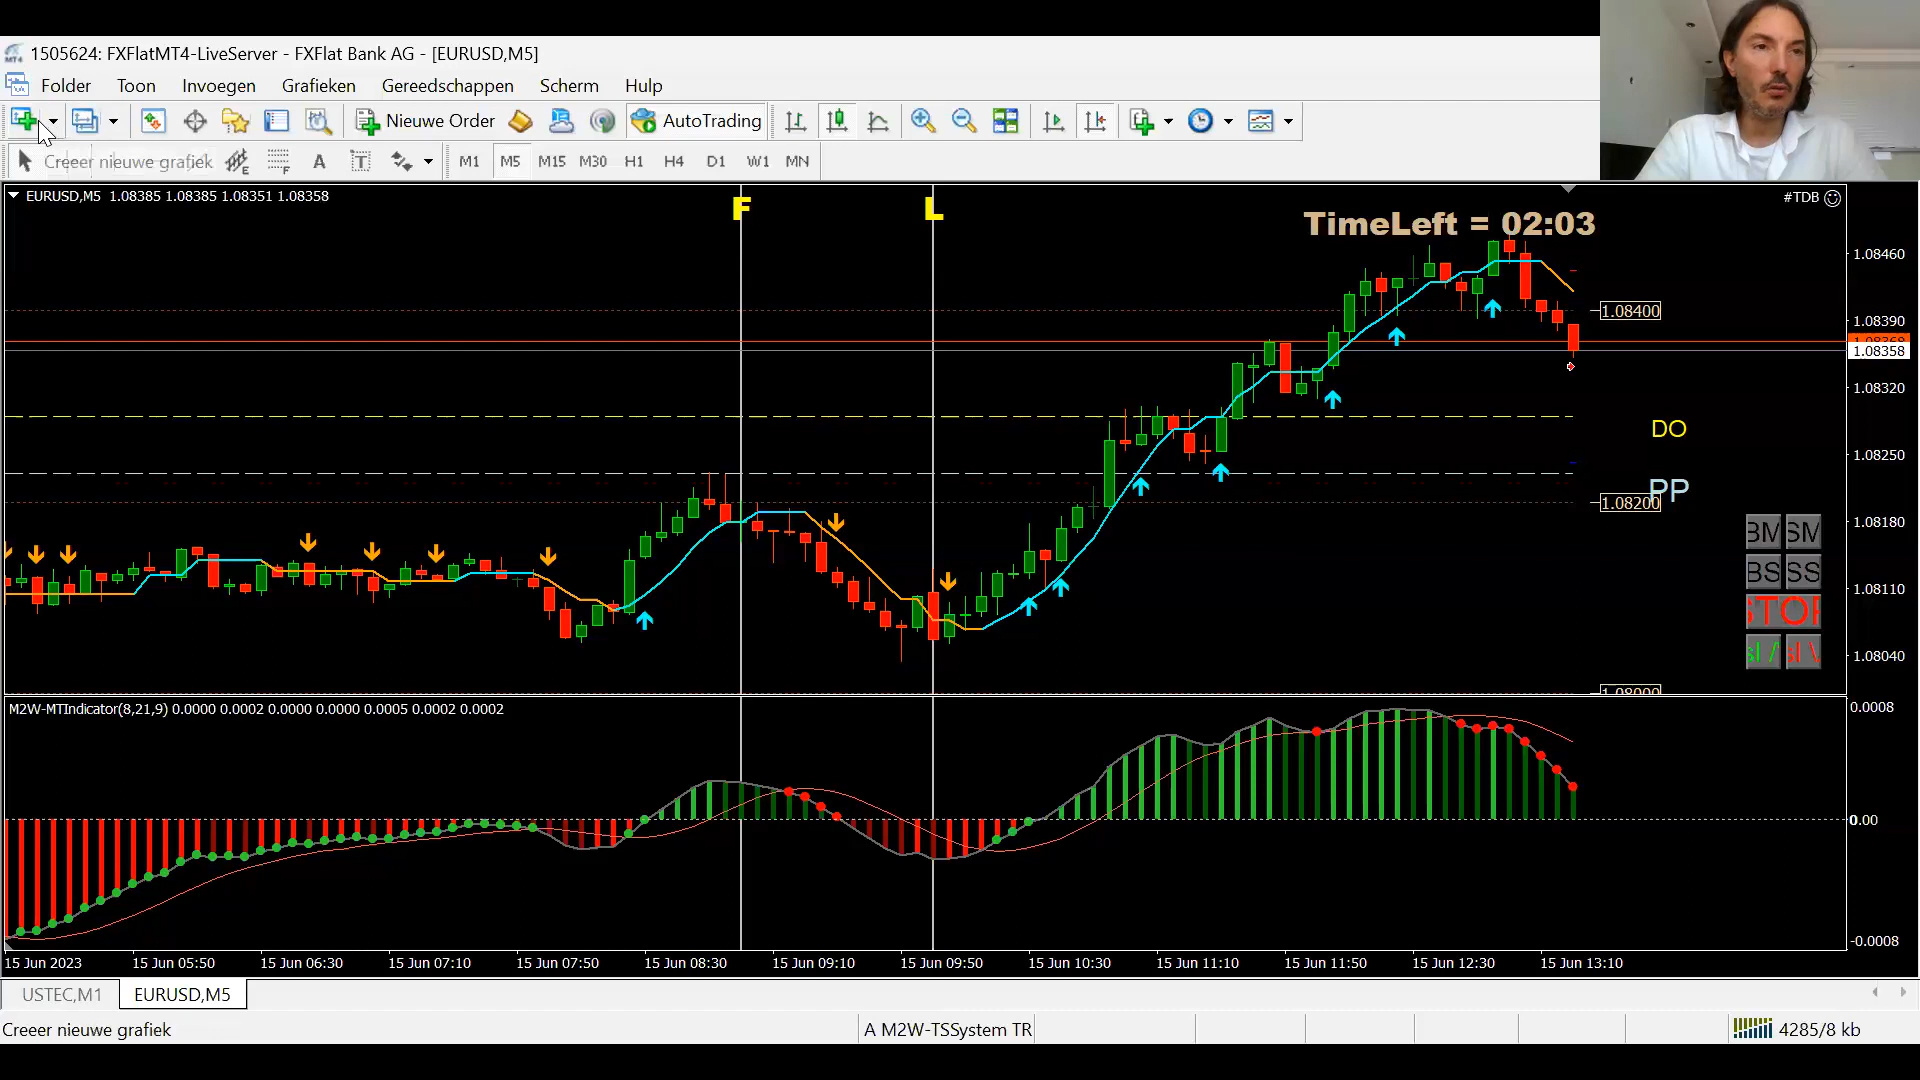 1505624: FXFlatMT4-LiveServer - FXFlat Bank AG - [EURUSD,M5]
Folder Toon Invoegen Grafieken Gereedschappen Scherm Hulp
Nieuwe Order AutoTrading
Creeer nieuwe grafiek E F A T M1 M5 M15 M30 H1 H4 D1 W1 MN
EURUSD,M5 1.08385 1.08385 1.08351 1.08358
#TDB
F L
TimeLeft = 02:03
1.08460
1.08400
1.08390
1.08358
1.08320
DO
1.08250
PP
1.08200
1.08180
BM SM
BS SS
1.08110
STOP
1.08040
M2W-MTIndicator(8,21,9) 0.0000 0.0002 0.0000 0.0000 0.0005 0.0002 0.0002
0.0008
0.00
-0.0008
15 Jun 2023 15 Jun 05:50 15 Jun 06:30 15 Jun 07:10 15 Jun 07:50 15 Jun 08:30 15 Jun 09:10 15 Jun 09:50 15 Jun 10:30 15 Jun 11:10 15 Jun 11:50 15 Jun 12:30 15 Jun 13:10
USTEC,M1 EURUSD,M5
Creeer nieuwe grafiek A M2W-TSSystem TR 4285/8 kb